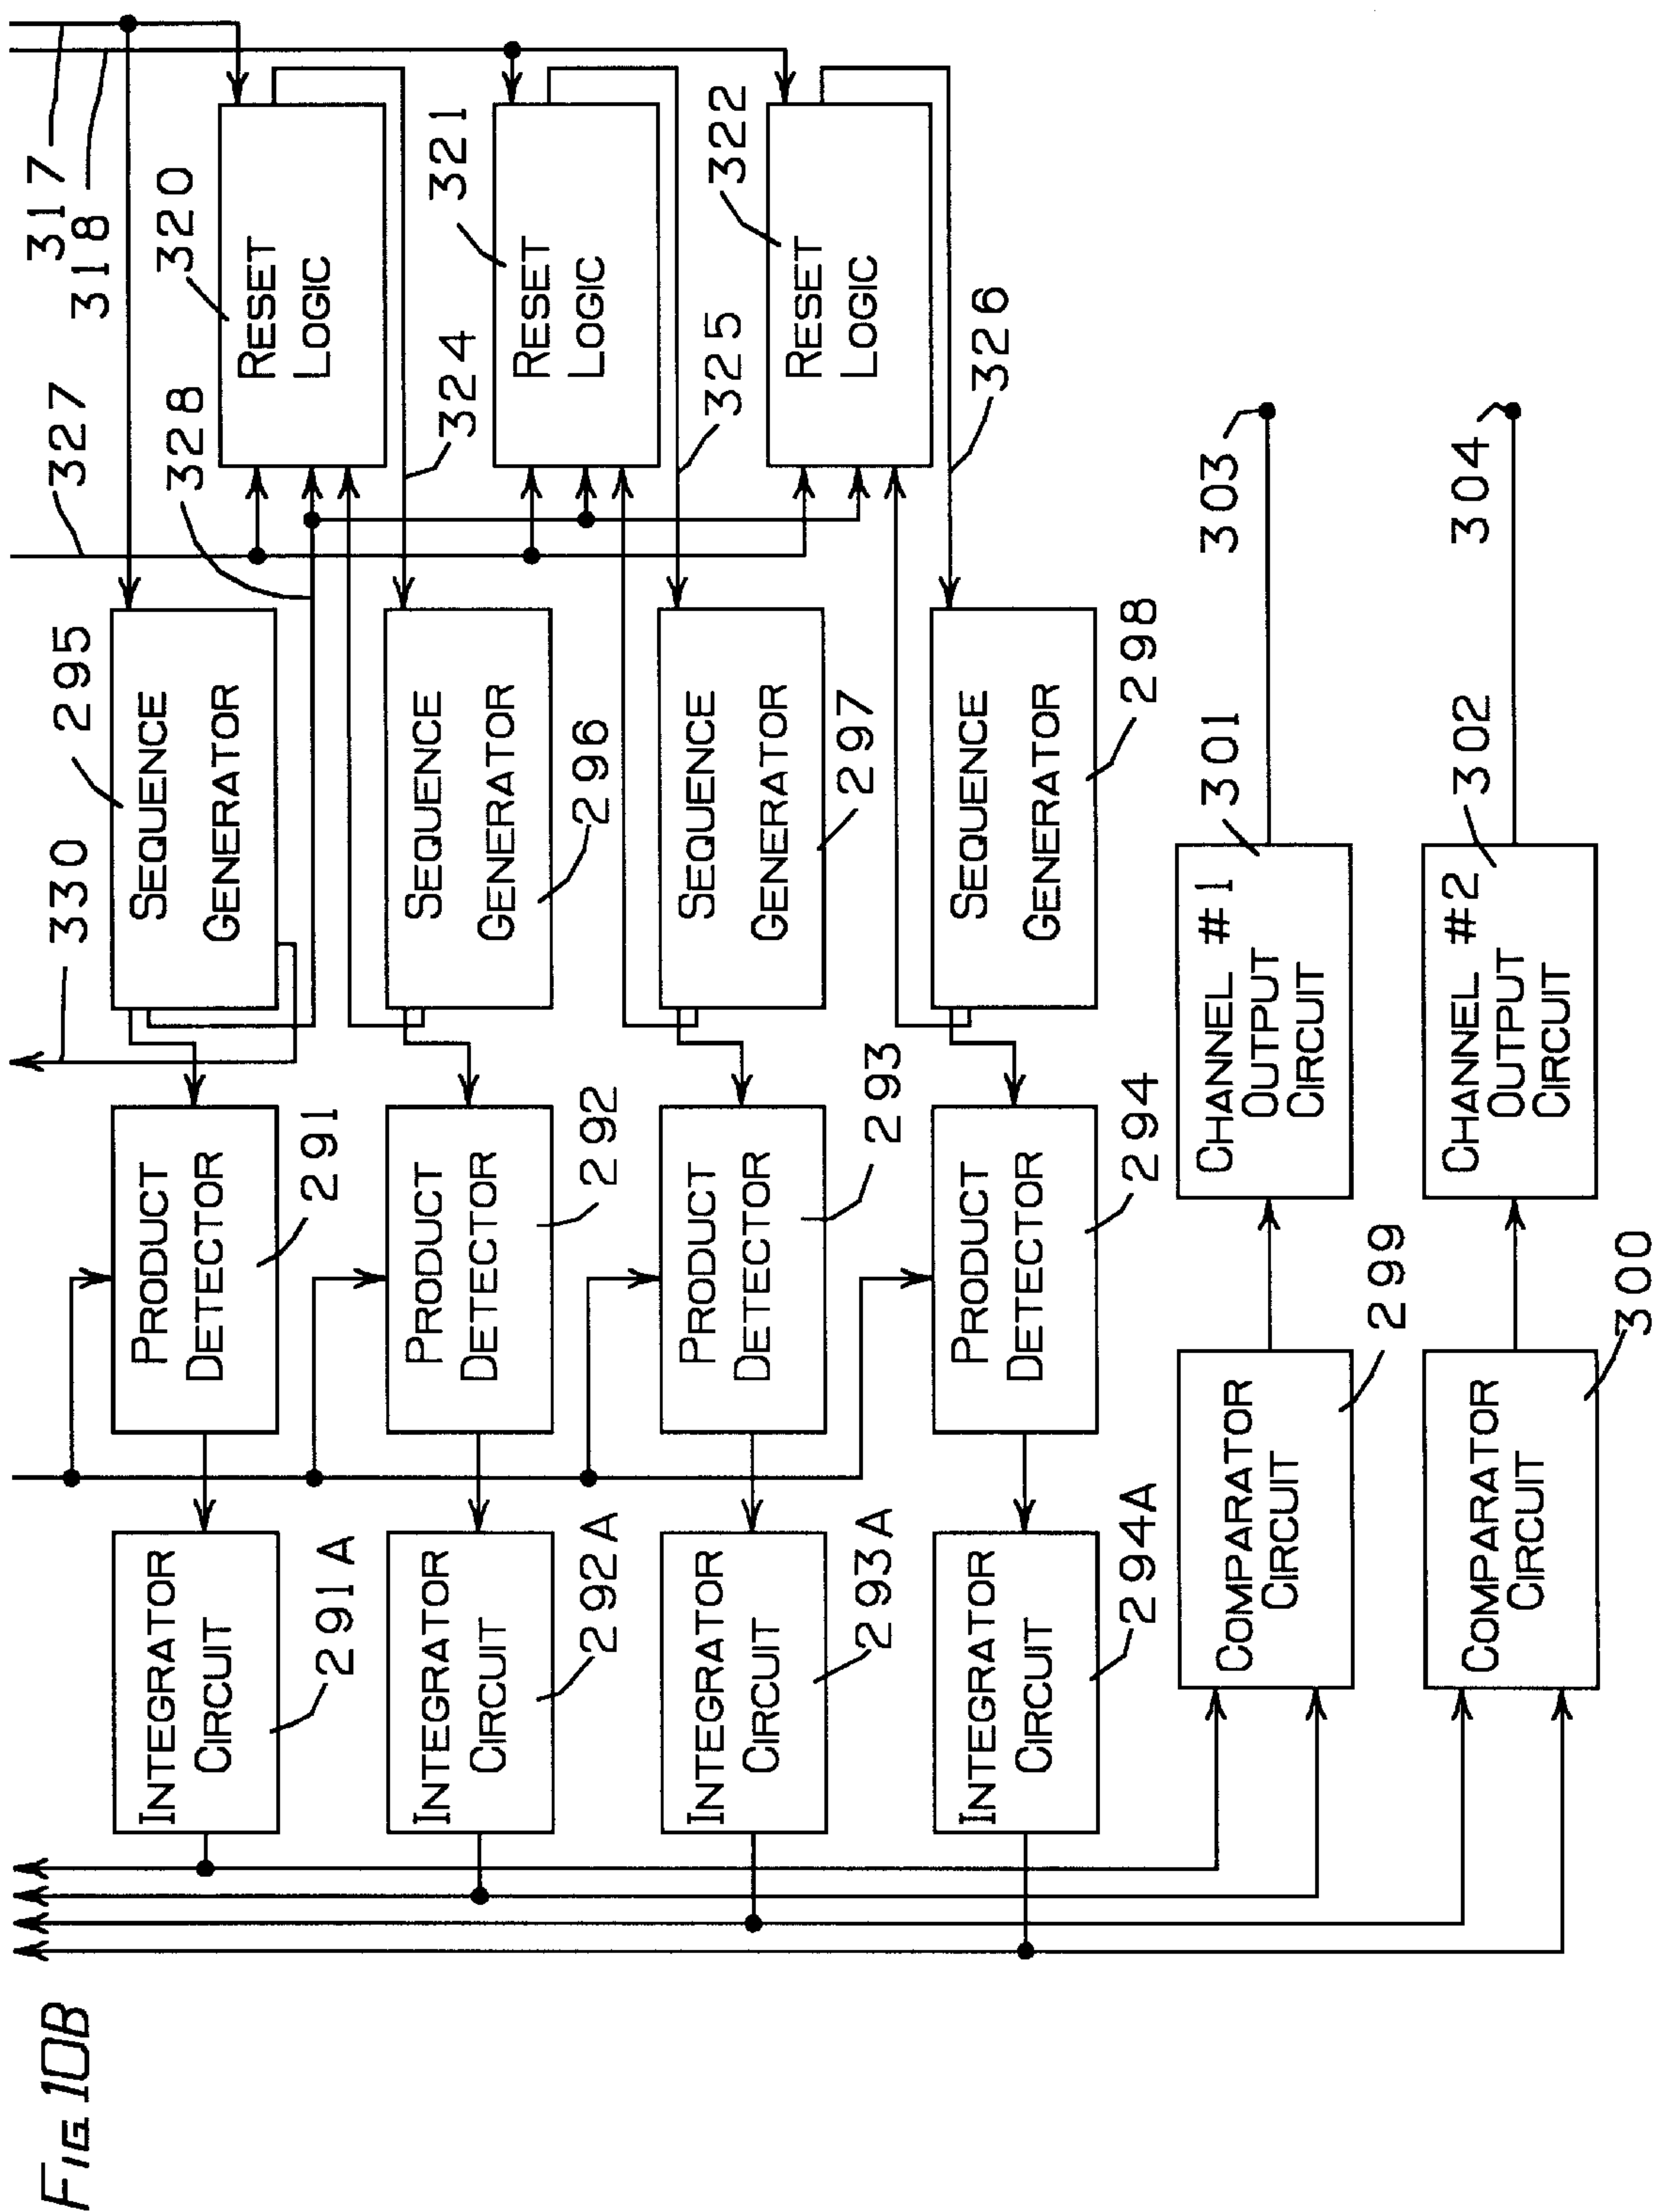 FIG. 10B
INTEGRATOR
CIRCUIT
291A
PRODUCT
DETECTOR
291
330
SEQUENCE
GENERATOR
295
327
328
317
318
INTEGRATOR
CIRCUIT
292A
PRODUCT
DETECTOR
292
SEQUENCE
GENERATOR
296
324
RESET
LOGIC
320
INTEGRATOR
CIRCUIT
293A
PRODUCT
DETECTOR
293
SEQUENCE
GENERATOR
297
325
RESET
LOGIC
321
INTEGRATOR
CIRCUIT
294A
PRODUCT
DETECTOR
294
SEQUENCE
GENERATOR
298
326
RESET
LOGIC
322
COMPARATOR
CIRCUIT
299
CHANNEL #1
OUTPUT
CIRCUIT
301
303
COMPARATOR
CIRCUIT
300
CHANNEL #2
OUTPUT
CIRCUIT
302
304